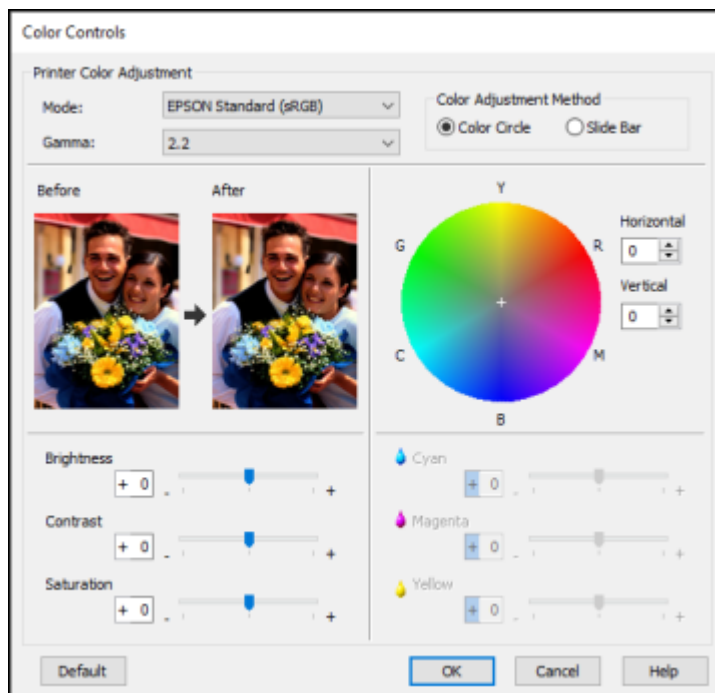 Color Controls
Printer Color Adjustment
Mode: EPSON Standard (sRGB)
Gamma: 2.2
Color Adjustment Method
Color Circle Slide Bar
Before After
Y
G R
C M
B
Horizontal
0
Vertical
0
Brightness
+ 0 - +
Contrast
+ 0 - +
Saturation
+ 0 - +
Cyan
+ 0 - +
Magenta
+ 0 - +
Yellow
+ 0 - +
Default OK Cancel Help